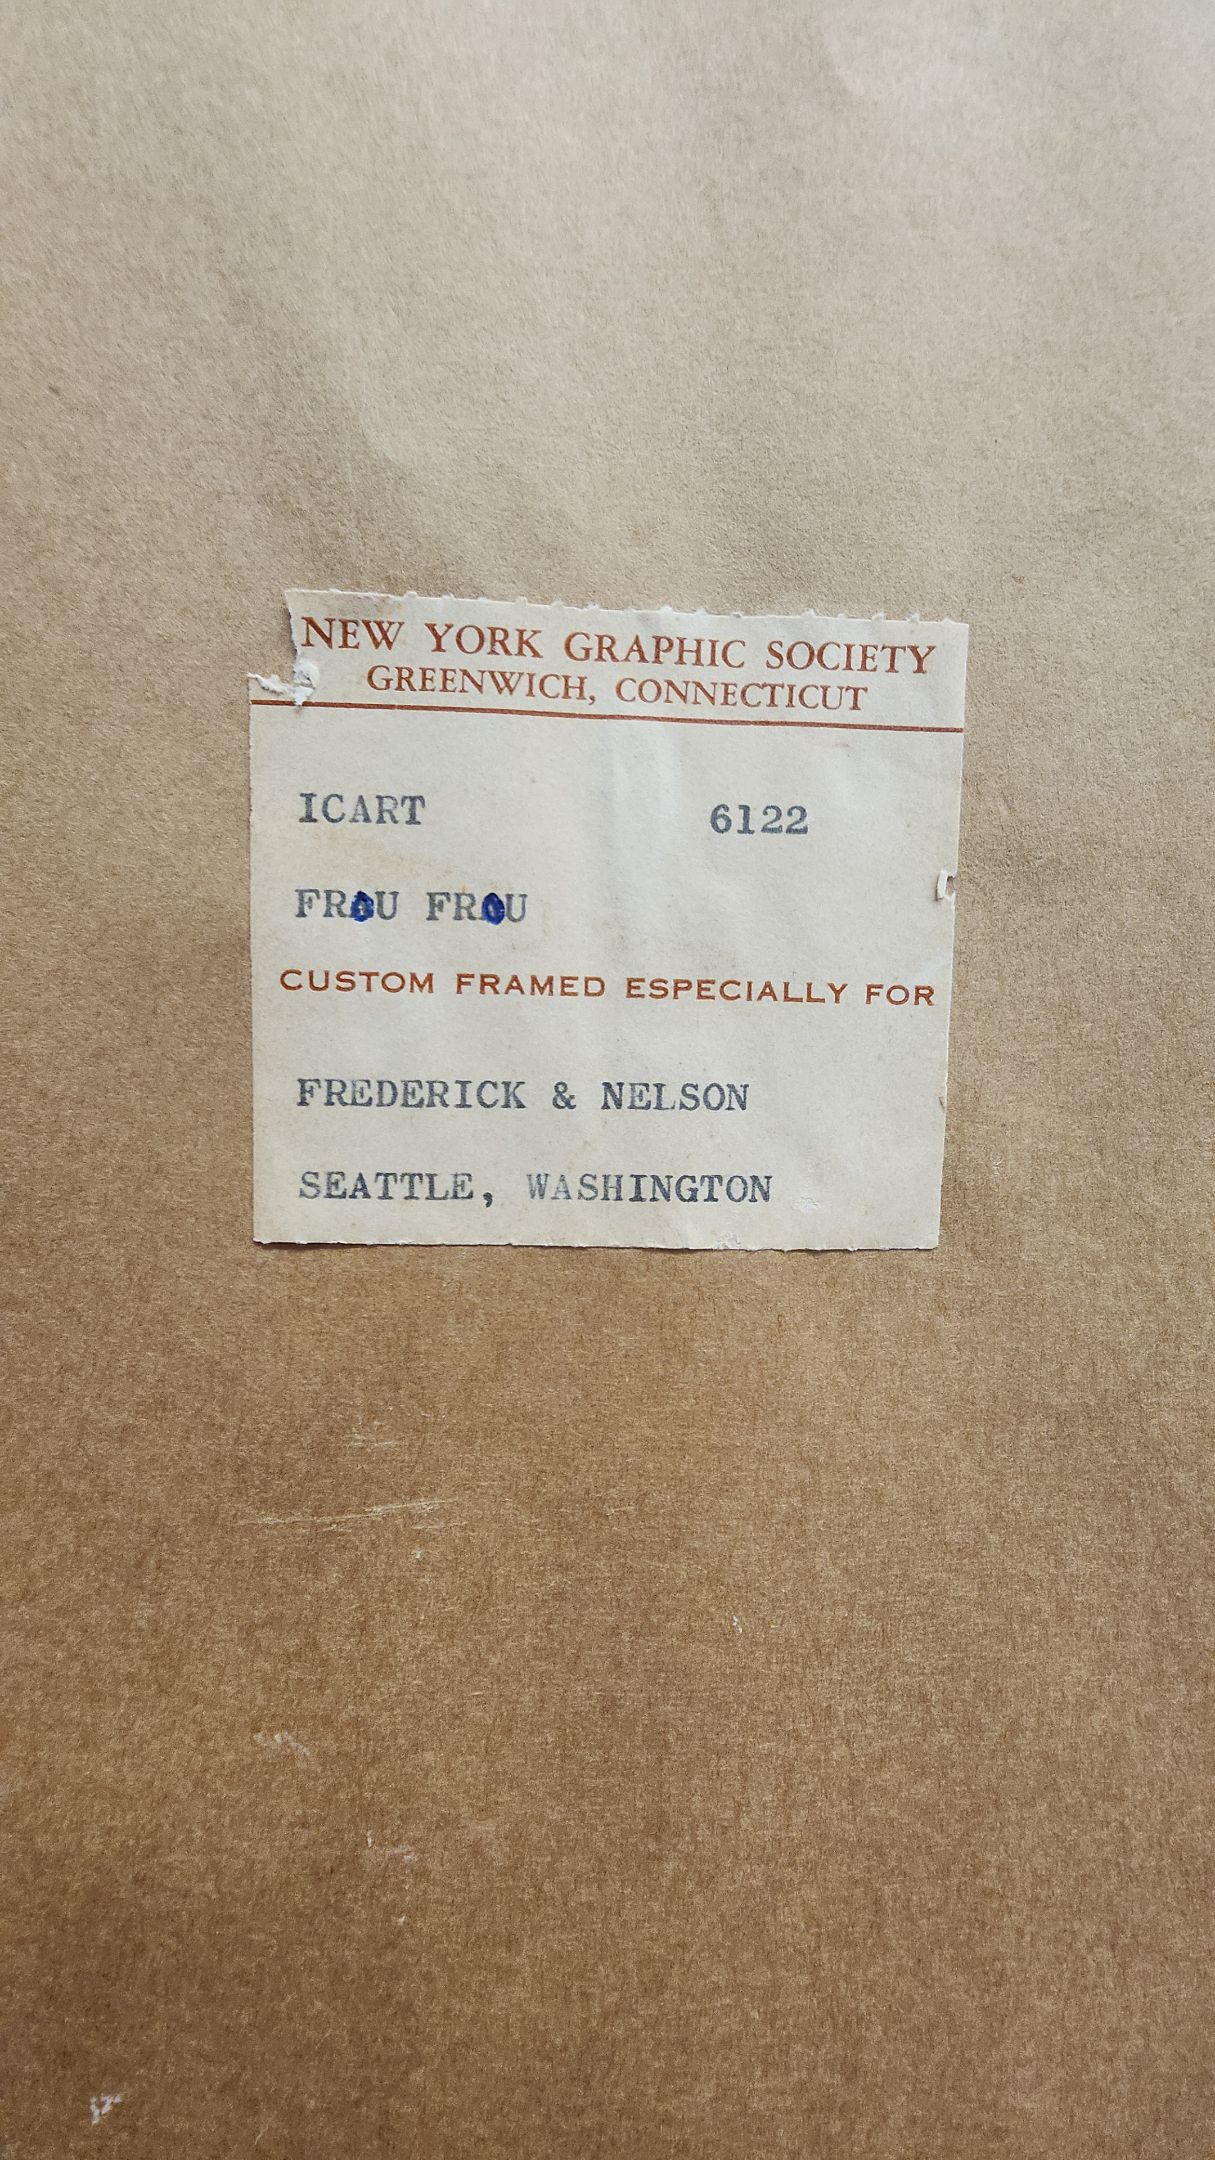 NEW YORK GRAPHIC SOCIETY
GREENWICH, CONNECTICUT
ICART 6122
FROU FROU
CUSTOM FRAMED ESPECIALLY FOR
FREDERICK & NELSON
SEATTLE, WASHINGTON